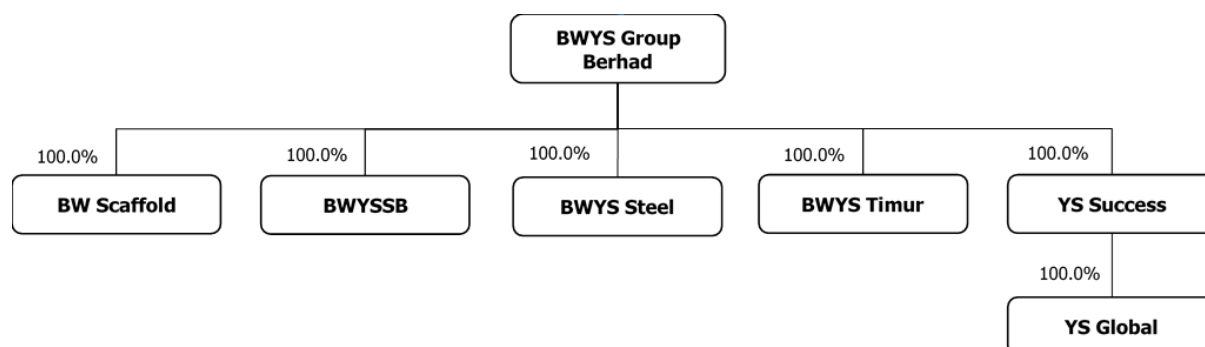 BWYS Group
Berhad
100.0%
100.0%
100.0%
100.0%
100.0%
BW Scaffold
BWYSSB
BWYS Steel
BWYS Timur
YS Success
100.0%
YS Global